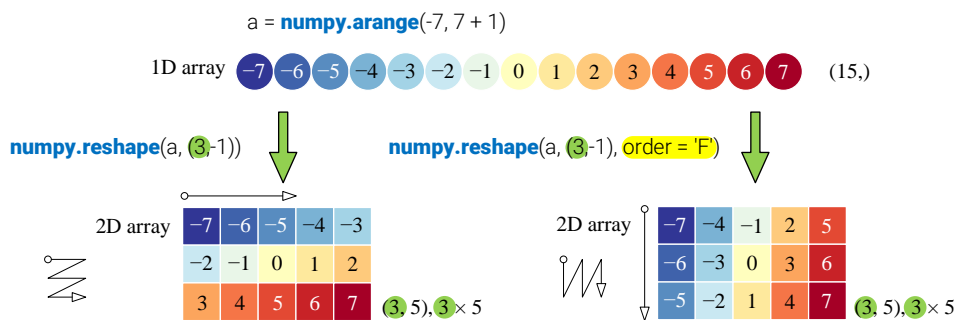 a = numpy.arange(-7, 7 + 1)
1D array −7 −6 −5 −4 −3 −2 −1 0 1 2 3 4 5 6 7 (15,)
numpy.reshape(a, (3,-1))
numpy.reshape(a, (3,-1), order = 'F')
2D array −7 −6 −5 −4 −3
−2 −1 0 1 2
3 4 5 6 7 (3, 5), 3 × 5
2D array −7 −4 −1 2 5
−6 −3 0 3 6
−5 −2 1 4 7 (3, 5), 3 × 5